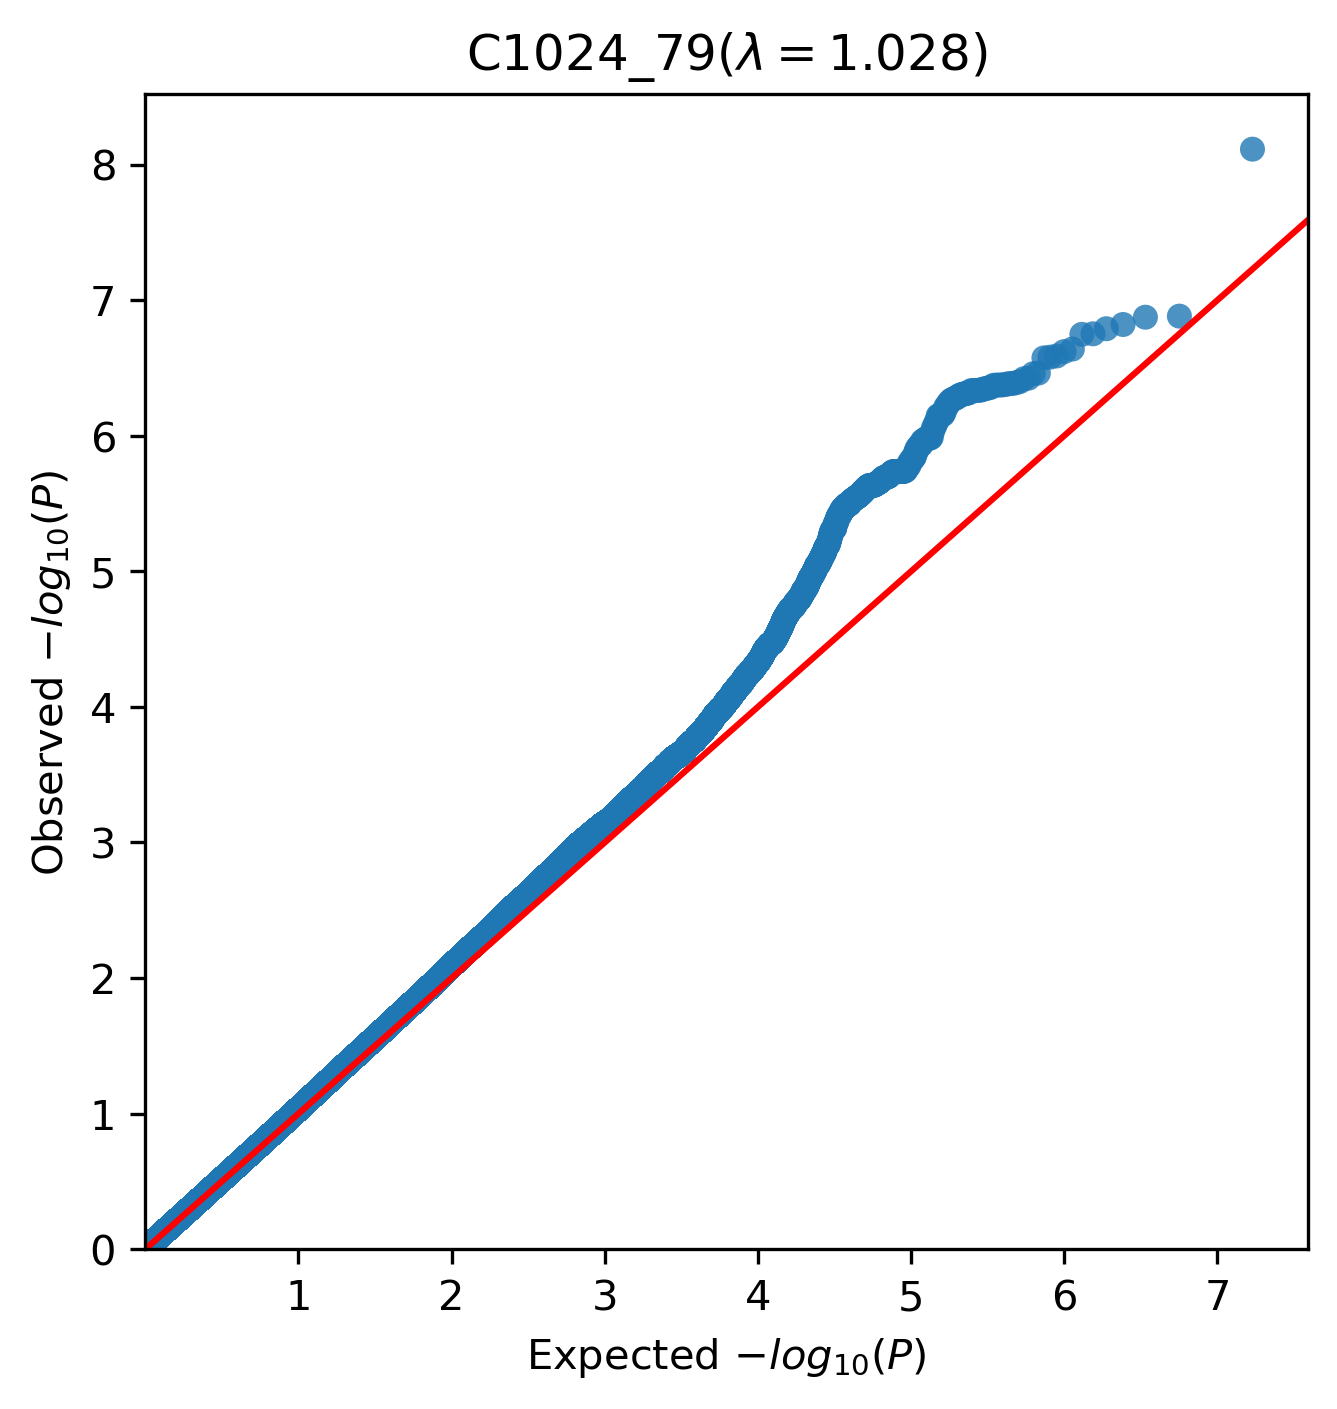 C1024_79(λ = 1.028)
8
7
6
5
4
3
2
1
0
Observed −log₁₀(P)
1 2 3 4 5 6 7
Expected −log₁₀(P)